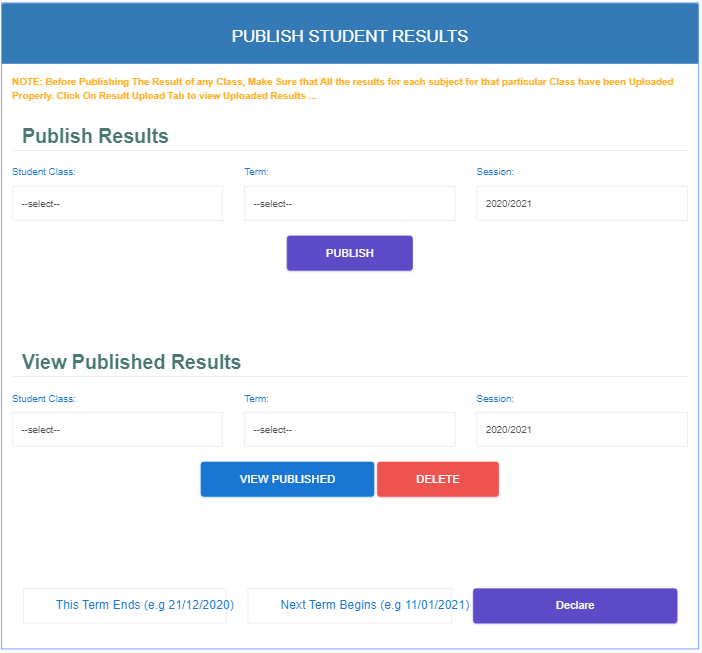 PUBLISH STUDENT RESULTS
NOTE: Before Publishing The Result of any Class, Make Sure that All the results for each subject for that particular Class have been Uploaded
Properly. Click On Result Upload Tab to view Uploaded Results ...
Publish Results
Student Class: Term: Session:
--select-- --select-- 2020/2021
PUBLISH
View Published Results
Student Class: Term: Session:
--select-- --select-- 2020/2021
VIEW PUBLISHED DELETE
This Term Ends (e.g 21/12/2020) Next Term Begins (e.g 11/01/2021) Declare